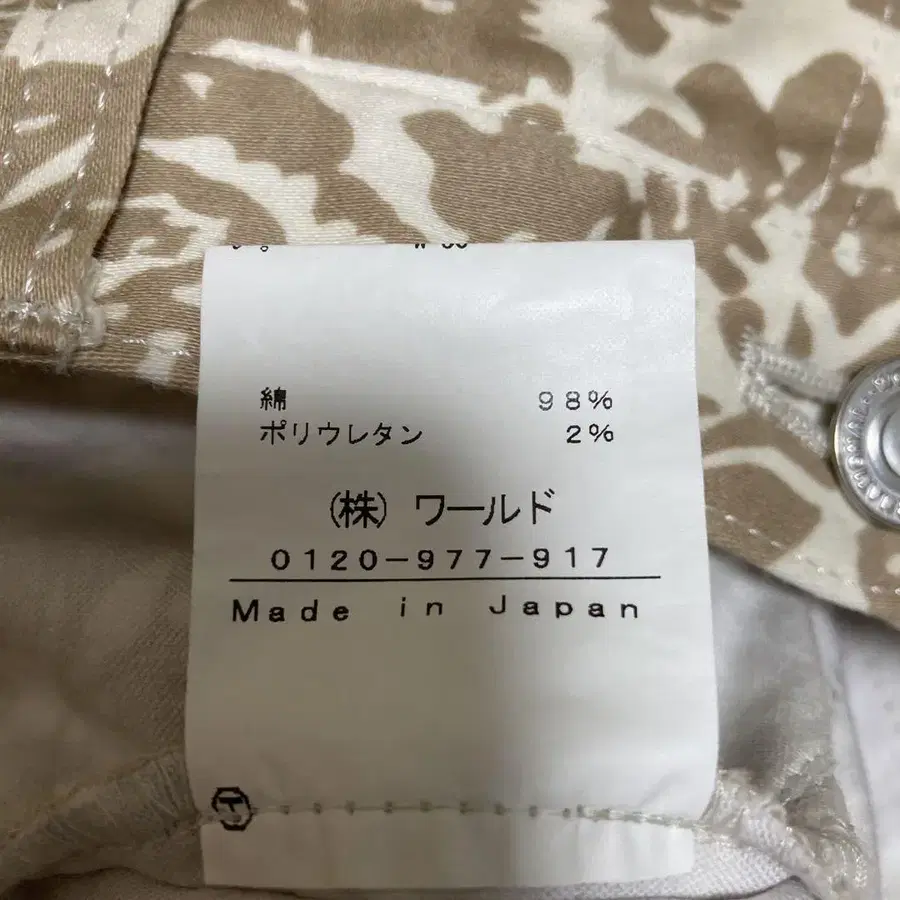 綿 98%
ポリウレタン 2%
(株) ワールド
0120-977-917
Made in Japan